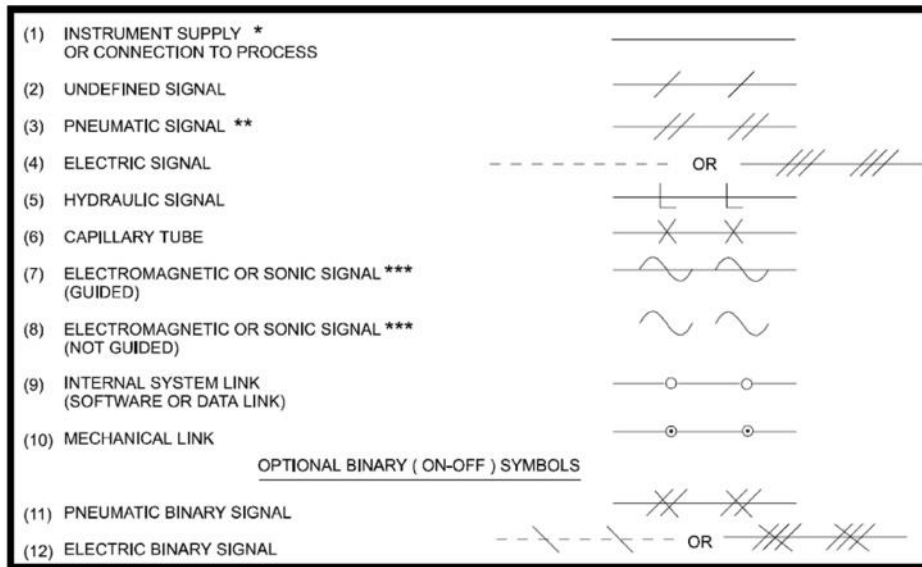 (1) INSTRUMENT SUPPLY *
OR CONNECTION TO PROCESS
(2) UNDEFINED SIGNAL
(3) PNEUMATIC SIGNAL **
(4) ELECTRIC SIGNAL OR
(5) HYDRAULIC SIGNAL
(6) CAPILLARY TUBE
(7) ELECTROMAGNETIC OR SONIC SIGNAL ***
(GUIDED)
(8) ELECTROMAGNETIC OR SONIC SIGNAL ***
(NOT GUIDED)
(9) INTERNAL SYSTEM LINK
(SOFTWARE OR DATA LINK)
(10) MECHANICAL LINK
OPTIONAL BINARY ( ON-OFF ) SYMBOLS
(11) PNEUMATIC BINARY SIGNAL
(12) ELECTRIC BINARY SIGNAL OR